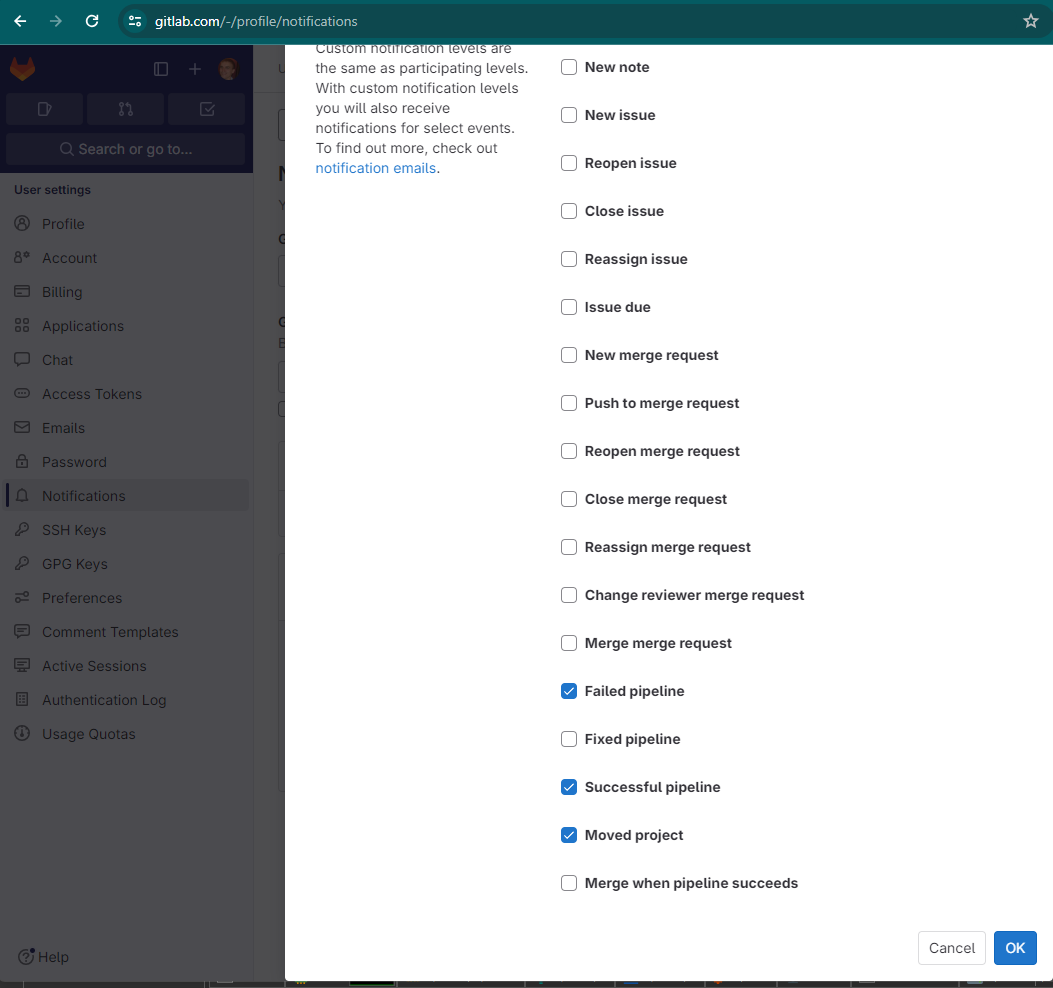 gitlab.com/-/profile/notifications
Search or go to...
User settings
Profile
Account
Billing
Applications
Chat
Access Tokens
Emails
Password
Notifications
SSH Keys
GPG Keys
Preferences
Comment Templates
Active Sessions
Authentication Log
Usage Quotas
Help
Custom notification levels are
the same as participating levels.
With custom notification levels
you will also receive
notifications for select events.
To find out more, check out
notification emails.
New note
New issue
Reopen issue
Close issue
Reassign issue
Issue due
New merge request
Push to merge request
Reopen merge request
Close merge request
Reassign merge request
Change reviewer merge request
Merge merge request
Failed pipeline
Fixed pipeline
Successful pipeline
Moved project
Merge when pipeline succeeds
Cancel
OK